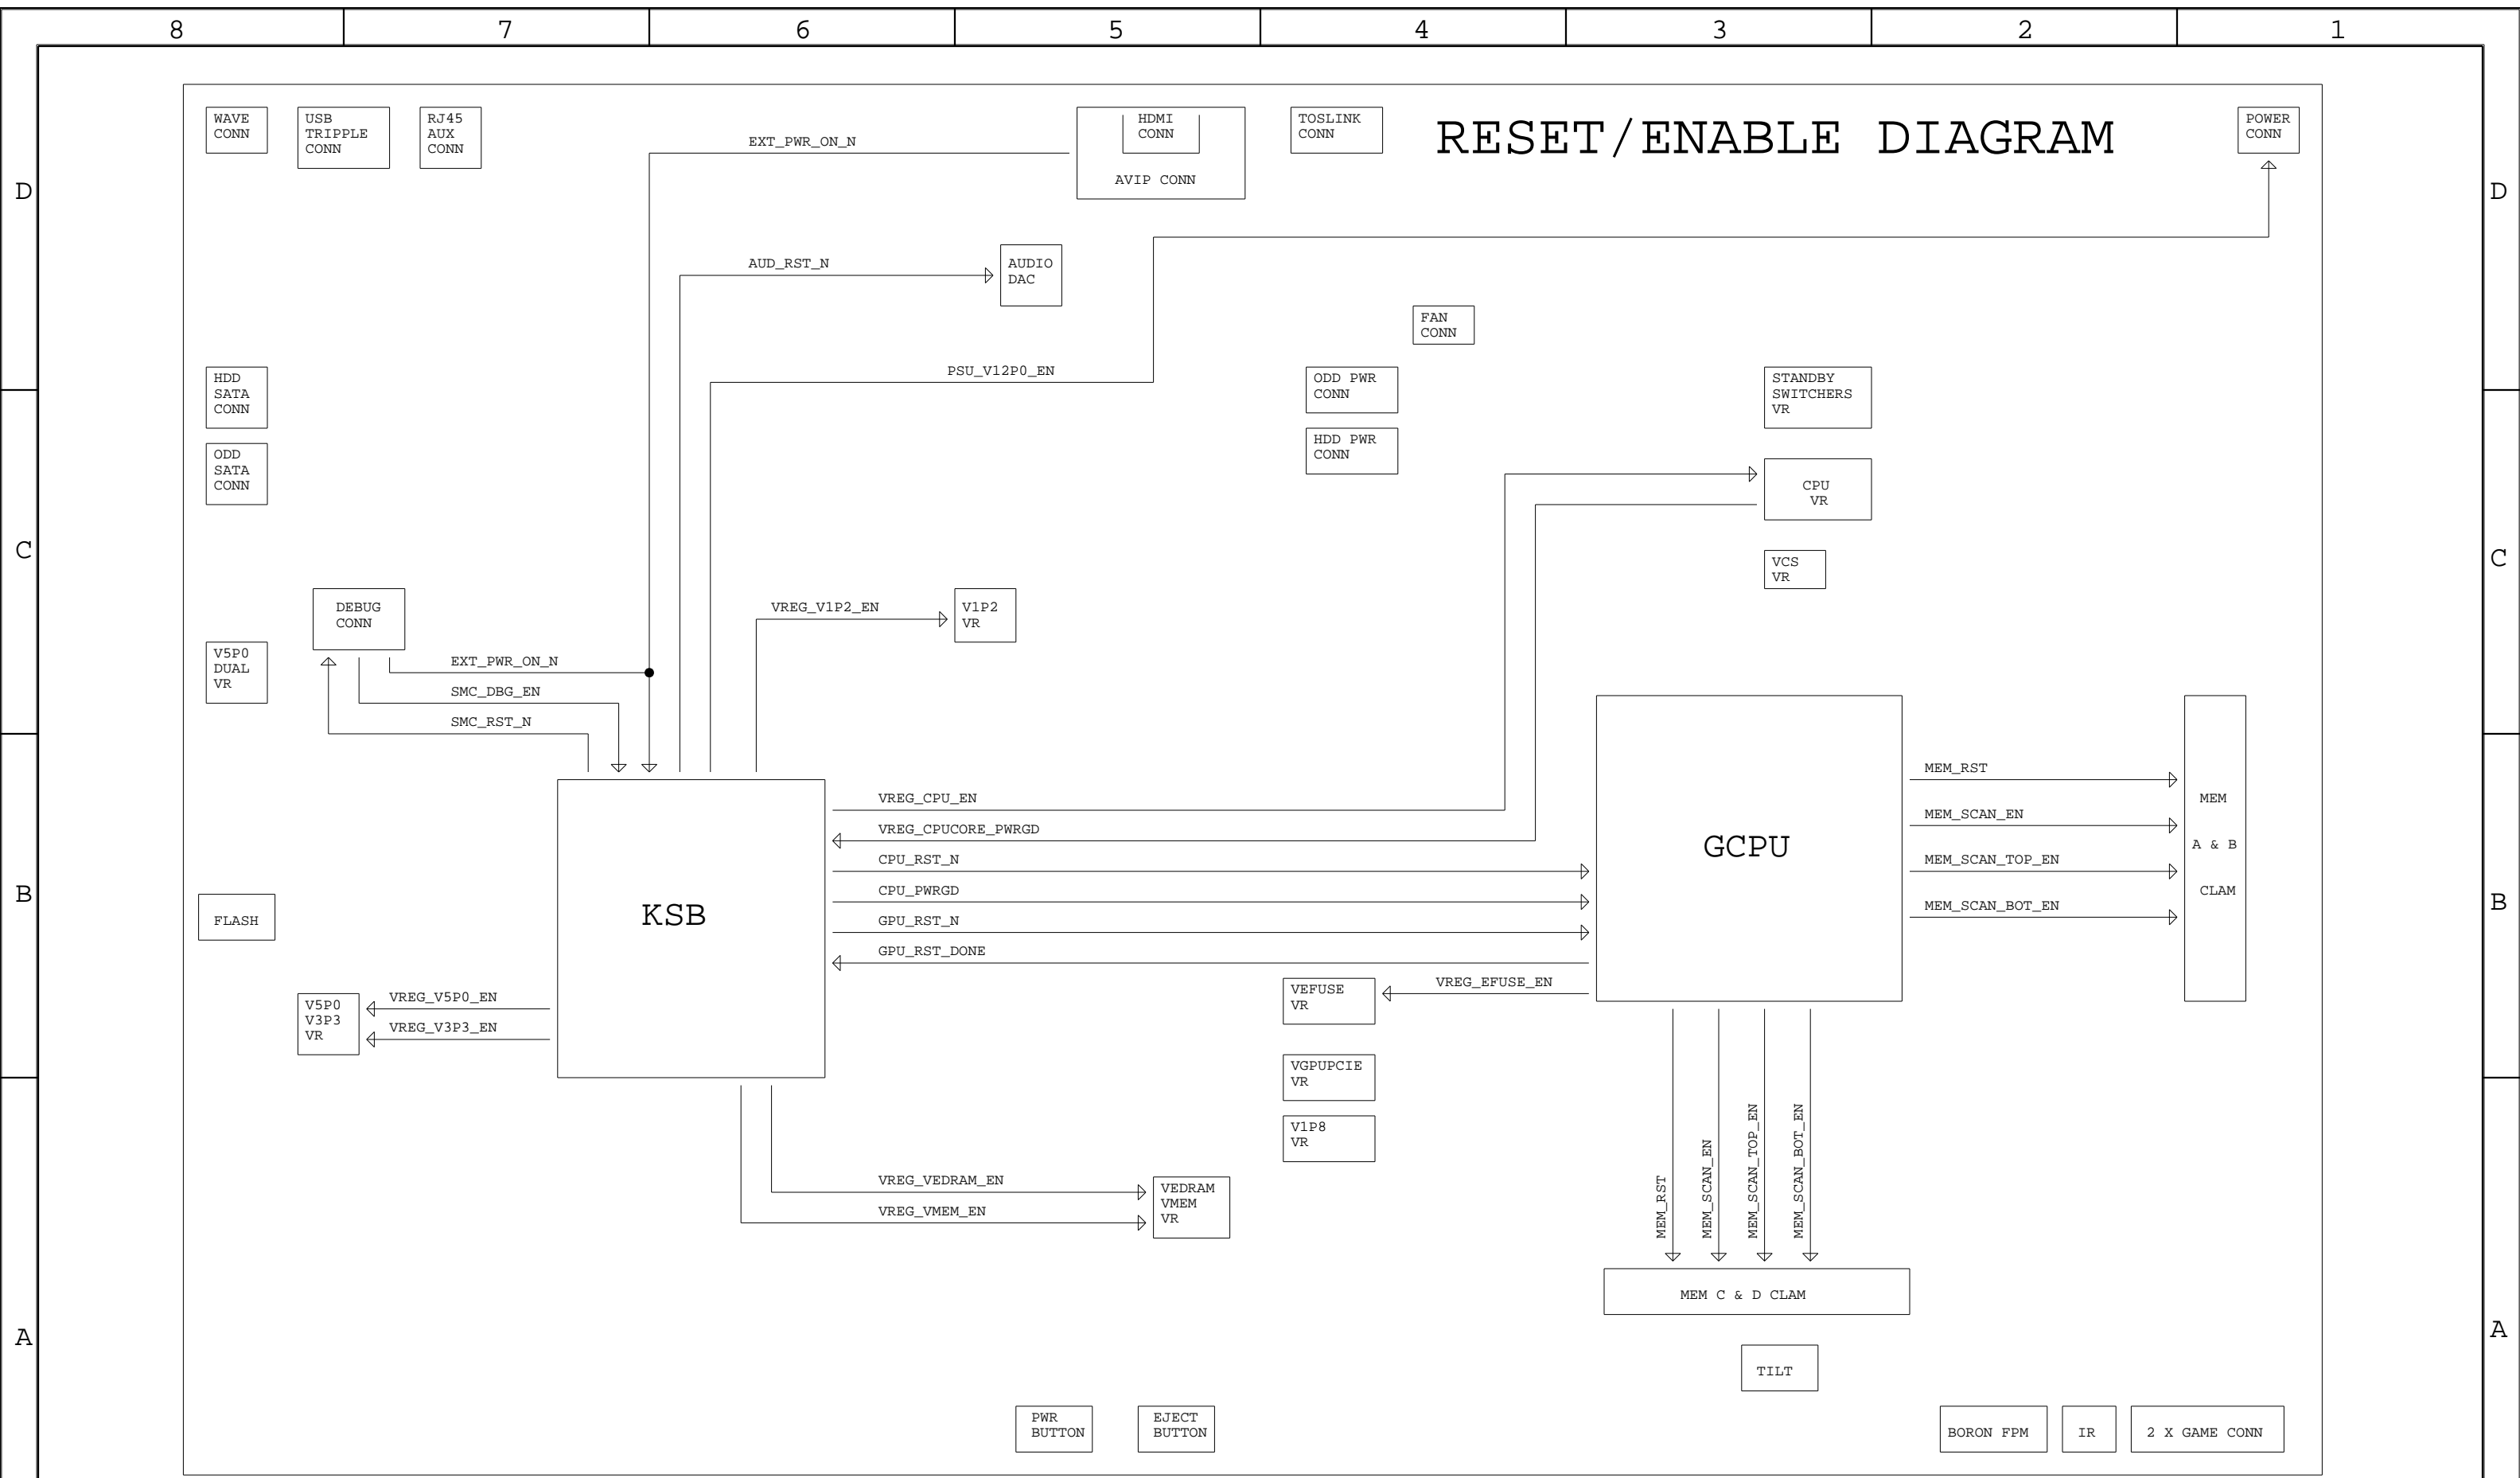 8 7 6 5 4 3 2 1
WAVE
CONN
USB
TRIPPLE
CONN
RJ45
AUX
CONN
EXT_PWR_ON_N
HDMI
CONN
AVIP CONN
TOSLINK
CONN
RESET/ENABLE DIAGRAM
POWER
CONN
D
D
AUD_RST_N
AUDIO
DAC
FAN
CONN
PSU_V12P0_EN
HDD
SATA
CONN
ODD PWR
CONN
STANDBY
SWITCHERS
VR
HDD PWR
CONN
ODD
SATA
CONN
CPU
VR
C
C
VCS
VR
DEBUG
CONN
VREG_V1P2_EN
V1P2
VR
V5P0
DUAL
VR
EXT_PWR_ON_N
SMC_DBG_EN
SMC_RST_N
VREG_CPU_EN
VREG_CPUCORE_PWRGD
CPU_RST_N
CPU_PWRGD
GPU_RST_N
GPU_RST_DONE
KSB
GCPU
MEM_RST
MEM_SCAN_EN
MEM_SCAN_TOP_EN
MEM_SCAN_BOT_EN
MEM
A & B
CLAM
B
B
FLASH
V5P0
V3P3
VR
VREG_V5P0_EN
VREG_V3P3_EN
VEFUSE
VR
VREG_EFUSE_EN
VGPUPCIE
VR
V1P8
VR
VREG_VEDRAM_EN
VREG_VMEM_EN
VEDRAM
VMEM
VR
MEM_RST
MEM_SCAN_EN
MEM_SCAN_TOP_EN
MEM_SCAN_BOT_EN
MEM C & D CLAM
A
A
TILT
PWR
BUTTON
EJECT
BUTTON
BORON FPM
IR
2 X GAME CONN